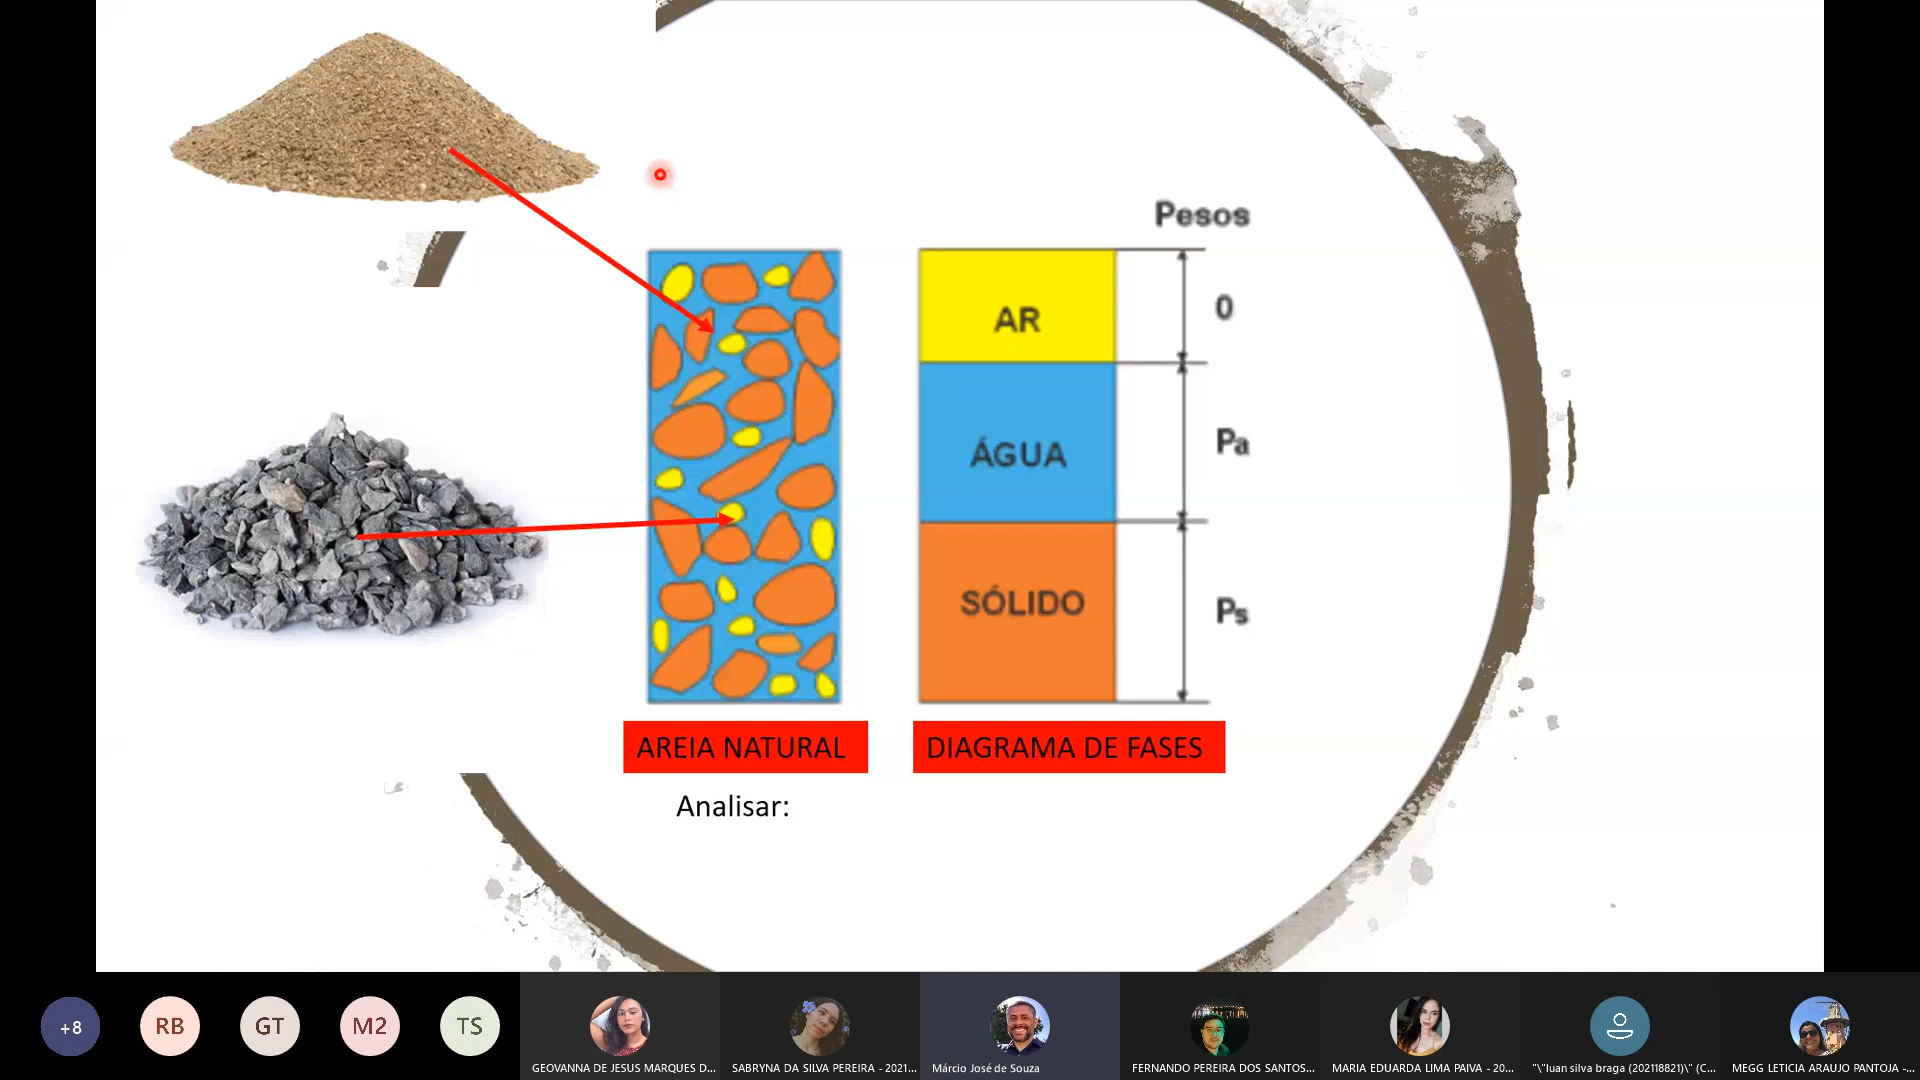 Pesos
AR
0
ÁGUA
Pa
SÓLIDO
Ps
AREIA NATURAL
DIAGRAMA DE FASES
Analisar:
+8
RB
GT
M2
TS
GEOVANNA DE JESUS MARQUES D...
SABRYNA DA SILVA PEREIRA - 2021...
Márcio José de Souza
FERNANDO PEREIRA DOS SANTOS...
MARIA EDUARDA LIMA PAIVA - 20...
"\"luan silva braga (202118821)\" (C...
MEGG LETICIA ARAUJO PANTOJA -...